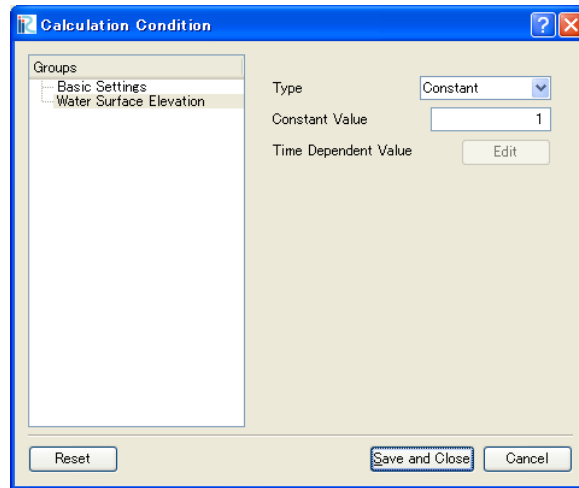 Calculation Condition
Groups
Basic Settings
Water Surface Elevation
Type
Constant
Constant Value
1
Time Dependent Value
Edit
Reset
Save and Close
Cancel